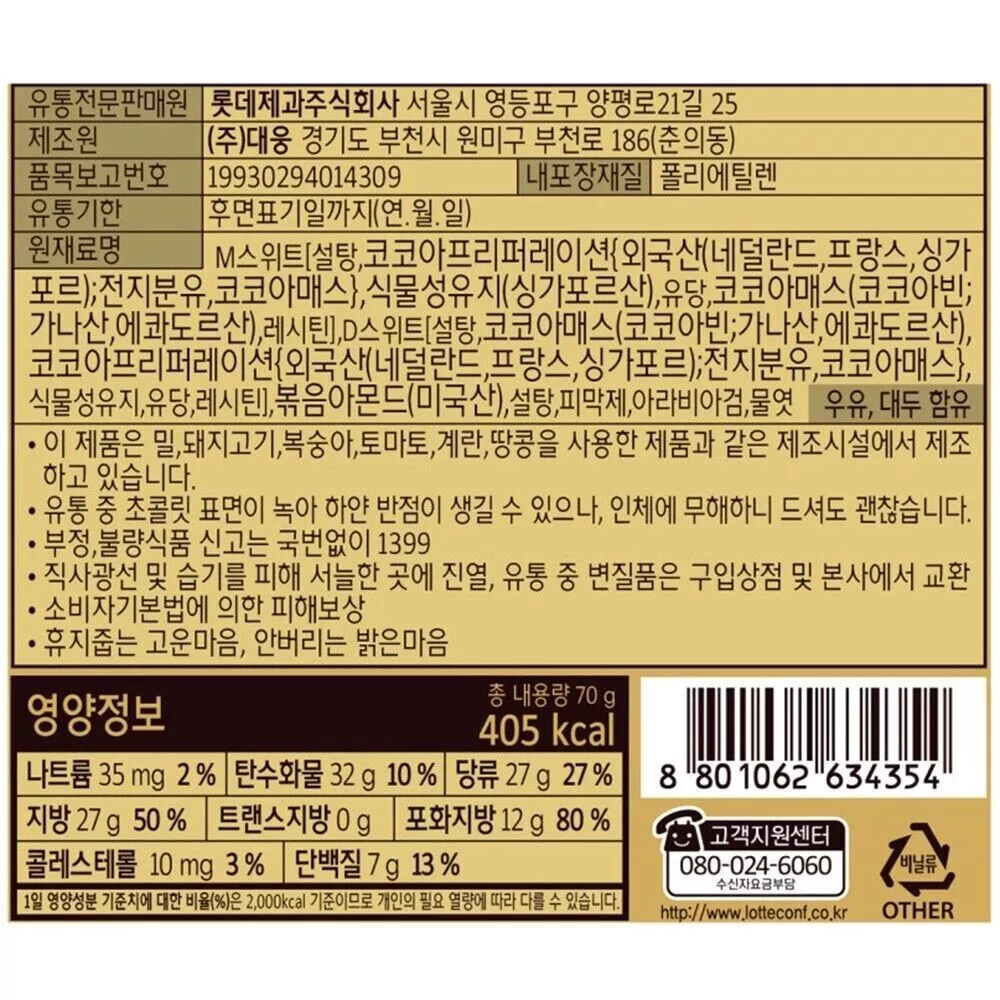 유통전문판매원 롯데제과주식회사 서울시 영등포구 양평로21길 25
제조원 (주)대웅 경기도 부천시 원미구 부천로 186(춘의동)
품목보고번호 19930294014309 내포장재질 폴리에틸렌
유통기한 후면표기일까지(연.월.일)
원재료명 M스위트[설탕,코코아프리퍼레이션{외국산(네덜란드,프랑스,싱가
포르);전지분유,코코아매스},식물성유지(싱가포르산),유당,코코아매스(코코아빈;
가나산,에콰도르산),레시틴],D스위트[설탕,코코아매스(코코아빈;가나산,에콰도르산),
코코아프리퍼레이션{외국산(네덜란드,프랑스,싱가포르);전지분유,코코아매스},
식물성유지,유당,레시틴],볶음아몬드(미국산),설탕,피막제,아라비아검,물엿 우유, 대두 함유
• 이 제품은 밀,돼지고기,복숭아,토마토,계란,땅콩을 사용한 제품과 같은 제조시설에서 제조
하고 있습니다.
• 유통 중 초콜릿 표면이 녹아 하얀 반점이 생길 수 있으나, 인체에 무해하니 드셔도 괜찮습니다.
• 부정,불량식품 신고는 국번없이 1399
• 직사광선 및 습기를 피해 서늘한 곳에 진열, 유통 중 변질품은 구입상점 및 본사에서 교환
• 소비자기본법에 의한 피해보상
• 휴지줍는 고운마음, 안버리는 밝은마음
영양정보 총 내용량 70 g
405 kcal
나트륨 35 mg 2 % 탄수화물 32 g 10 % 당류 27 g 27 %
지방 27 g 50 % 트랜스지방 0 g 포화지방 12 g 80 %
콜레스테롤 10 mg 3 % 단백질 7 g 13 %
1일 영양성분 기준치에 대한 비율(%)은 2,000kcal 기준이므로 개인의 필요 열량에 따라 다를 수 있습니다.
8 801062 634354
고객지원센터
080-024-6060
수신자요금부담
http://www.lotteconf.co.kr
비닐류
OTHER